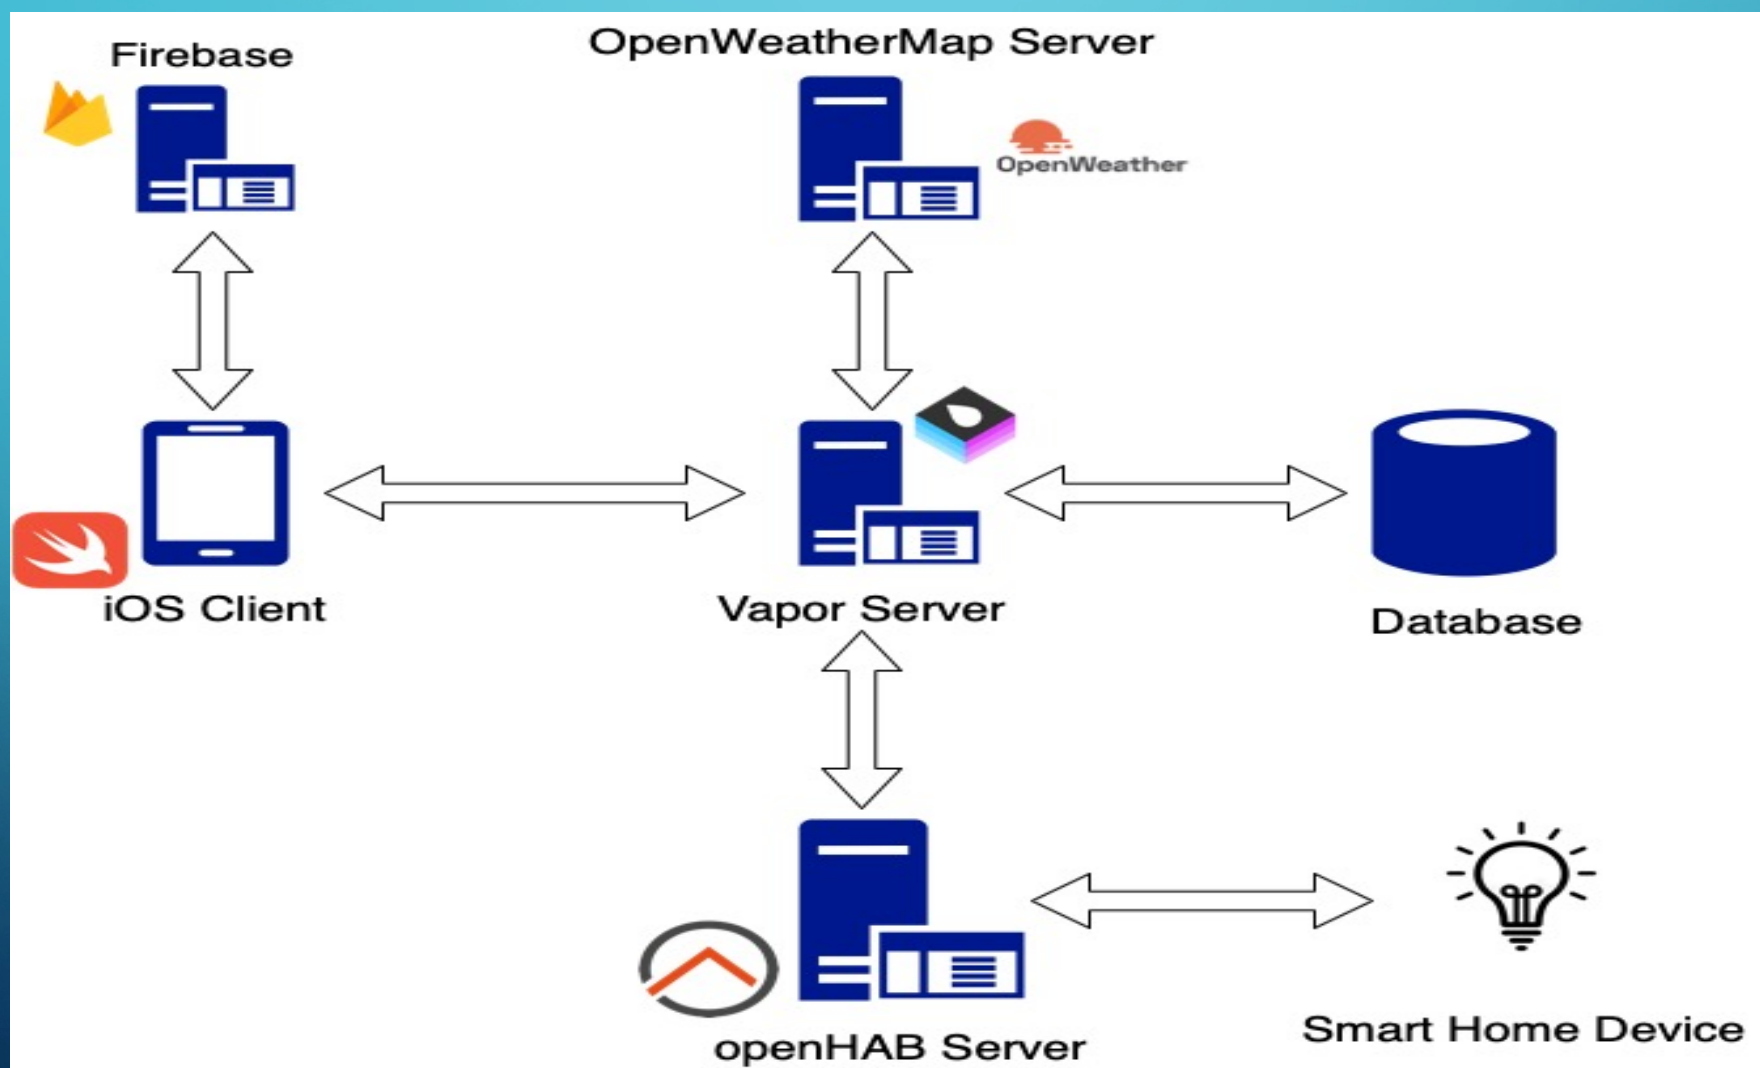 Firebase
OpenWeatherMap Server
OpenWeather
iOS Client
Vapor Server
Database
openHAB Server
Smart Home Device